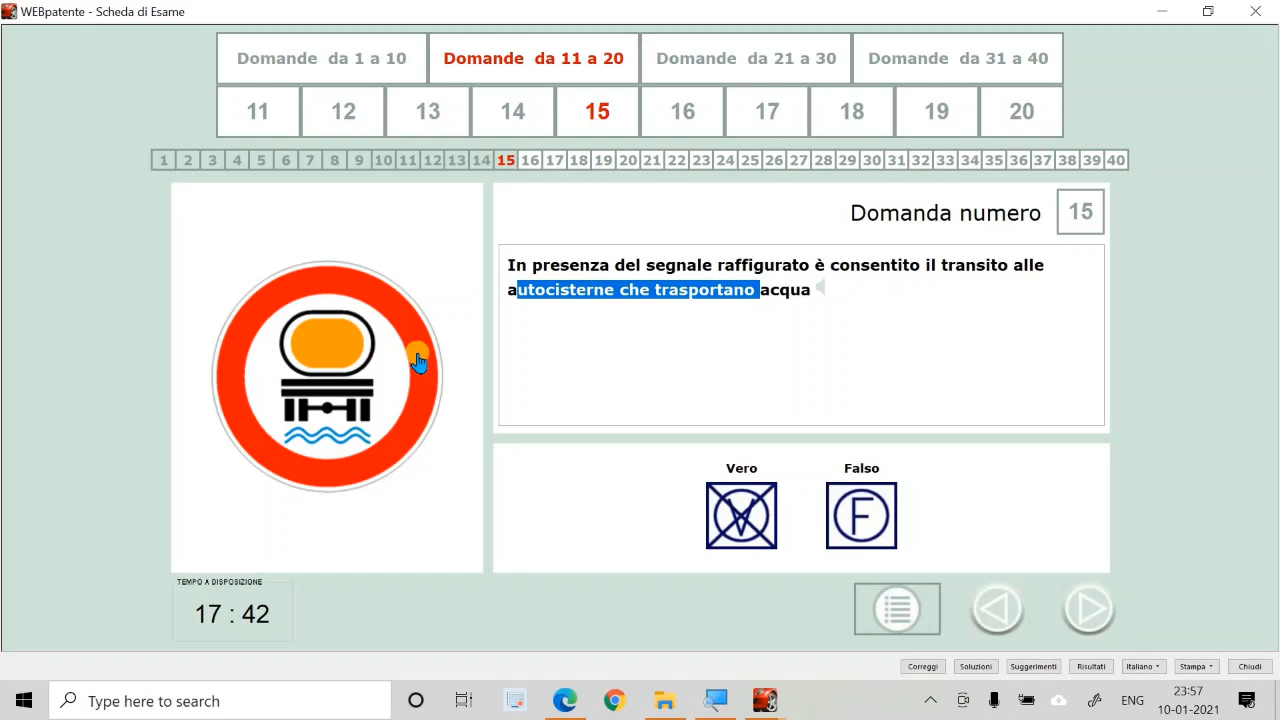 WEBpatente - Scheda di Esame
Domande da 1 a 10
Domande da 11 a 20
Domande da 21 a 30
Domande da 31 a 40
11 12 13 14 15 16 17 18 19 20
1 2 3 4 5 6 7 8 9 10 11 12 13 14 15 16 17 18 19 20 21 22 23 24 25 26 27 28 29 30 31 32 33 34 35 36 37 38 39 40
Domanda numero 15
In presenza del segnale raffigurato è consentito il transito alle
autocisterne che trasportano acqua
Vero Falso
V F
TEMPO A DISPOSIZIONE
17 : 42
Correggi Soluzioni Suggerimenti Risultati Italiano Stampa Chiudi
Type here to search
ENG
23:57
10-01-2021